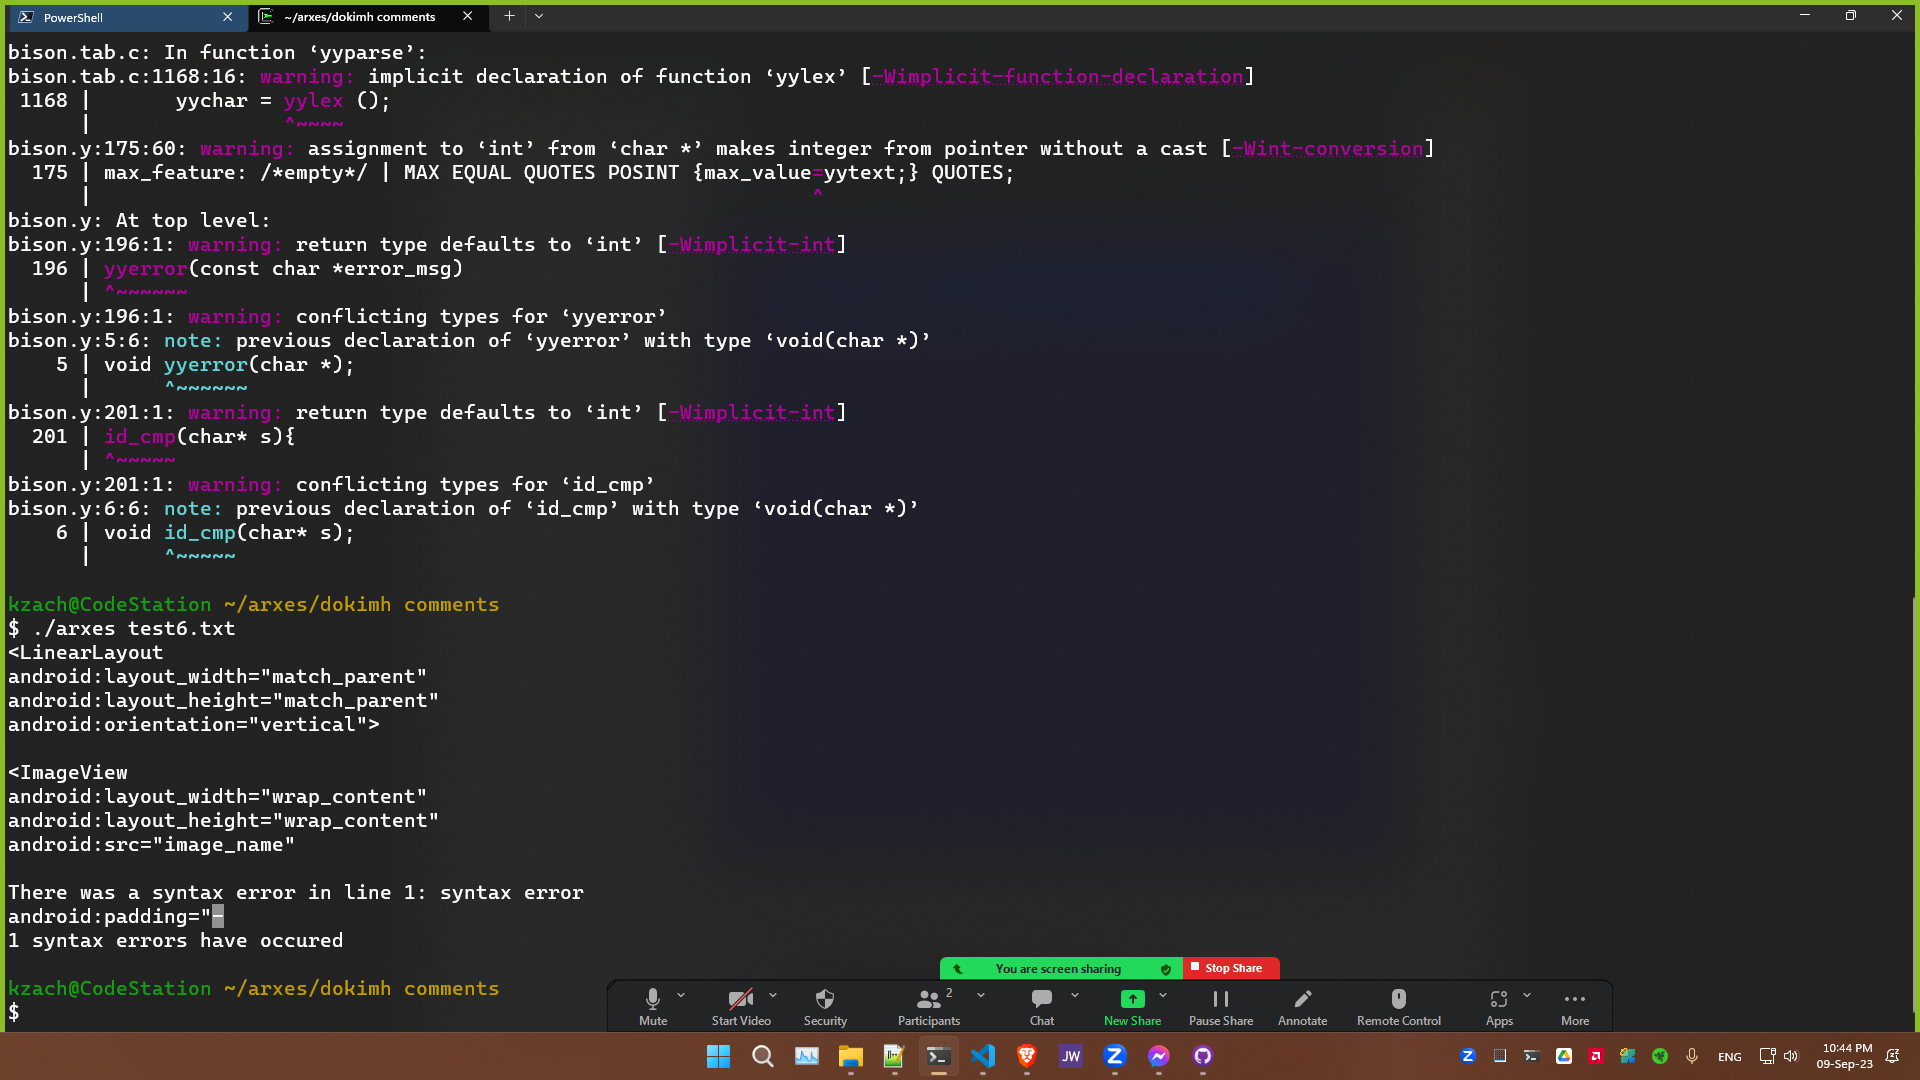 PowerShell
~/arxes/dokimh comments
bison.tab.c: In function ‘yyparse’:
bison.tab.c:1168:16: warning: implicit declaration of function ‘yylex’ [-Wimplicit-function-declaration]
1168 |       yychar = yylex ();
|                ^~~~~
bison.y:175:60: warning: assignment to ‘int’ from ‘char *’ makes integer from pointer without a cast [-Wint-conversion]
175 | max_feature: /*empty*/ | MAX EQUAL QUOTES POSINT {max_value=yytext;} QUOTES;
|                                                            ^
bison.y: At top level:
bison.y:196:1: warning: return type defaults to ‘int’ [-Wimplicit-int]
196 | yyerror(const char *error_msg)
| ^~~~~~~
bison.y:196:1: warning: conflicting types for ‘yyerror’
bison.y:5:6: note: previous declaration of ‘yyerror’ with type ‘void(char *)’
5 | void yyerror(char *);
|      ^~~~~~~
bison.y:201:1: warning: return type defaults to ‘int’ [-Wimplicit-int]
201 | id_cmp(char* s){
| ^~~~~~
bison.y:201:1: warning: conflicting types for ‘id_cmp’
bison.y:6:6: note: previous declaration of ‘id_cmp’ with type ‘void(char *)’
6 | void id_cmp(char* s);
|      ^~~~~~
kzach@CodeStation ~/arxes/dokimh comments
$ ./arxes test6.txt
<LinearLayout
android:layout_width="match_parent"
android:layout_height="match_parent"
android:orientation="vertical">
<ImageView
android:layout_width="wrap_content"
android:layout_height="wrap_content"
android:src="image_name"
There was a syntax error in line 1: syntax error
android:padding="-
1 syntax errors have occured
kzach@CodeStation ~/arxes/dokimh comments
$
You are screen sharing
Stop Share
2
Mute
Start Video
Security
Participants
Chat
New Share
Pause Share
Annotate
Remote Control
Apps
More
JW
ENG
10:44 PM
09-Sep-23